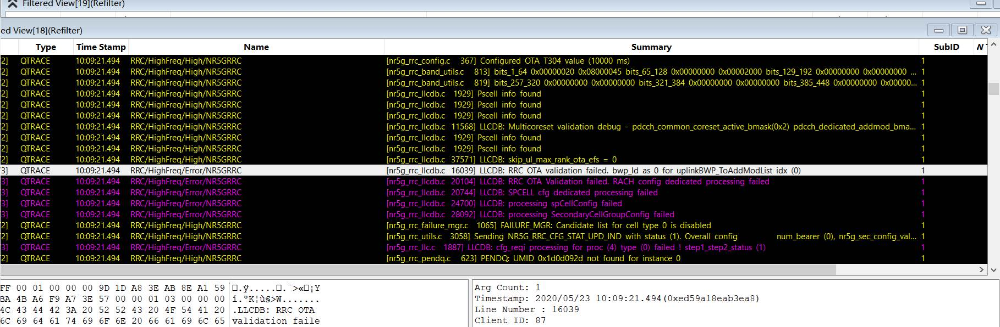 Filtered View[19](Refilter)
ed View[18](Refilter)
Type Time Stamp Name Summary SubID N
2] QTRACE 10:09:21.494 RRC/HighFreq/High/NR5GRRC [nr5g_rrc_config.c 367] Configured OTA T304 value (10000 ms) 1
2] QTRACE 10:09:21.494 RRC/HighFreq/High/NR5GRRC [nr5g_rrc_band_utils.c 813] bits_1_64 0x00000020 0x08000045 bits_65_128 0x00000000 0x00002000 bits_129_192 0x00000000 0x00000000 ... 1
2] QTRACE 10:09:21.494 RRC/HighFreq/High/NR5GRRC [nr5g_rrc_band_utils.c 819] bits_257_320 0x00000000 0x00000000 bits_321_384 0x00000000 0x00000000 bits_385_448 0x00000000 0x00000... 1
2] QTRACE 10:09:21.494 RRC/HighFreq/High/NR5GRRC [nr5g_rrc_llcdb.c 1929] Pscell info found 1
2] QTRACE 10:09:21.494 RRC/HighFreq/High/NR5GRRC [nr5g_rrc_llcdb.c 1929] Pscell info found 1
2] QTRACE 10:09:21.494 RRC/HighFreq/High/NR5GRRC [nr5g_rrc_llcdb.c 1929] Pscell info found 1
2] QTRACE 10:09:21.494 RRC/HighFreq/High/NR5GRRC [nr5g_rrc_llcdb.c 11568] LLCDB: Multicoreset validation debug - pdcch_common_coreset_active_bmask(0x2) pdcch_dedicated_addmod_bma... 1
2] QTRACE 10:09:21.494 RRC/HighFreq/High/NR5GRRC [nr5g_rrc_llcdb.c 1929] Pscell info found 1
2] QTRACE 10:09:21.494 RRC/HighFreq/High/NR5GRRC [nr5g_rrc_llcdb.c 1929] Pscell info found 1
2] QTRACE 10:09:21.494 RRC/HighFreq/High/NR5GRRC [nr5g_rrc_llcdb.c 37571] LLCDB: skip_ul_max_rank_ota_efs = 0 1
3] QTRACE 10:09:21.494 RRC/HighFreq/Error/NR5GRRC [nr5g_rrc_llcdb.c 16039] LLCDB: RRC OTA validation failed. bwp_Id as 0 for uplinkBWP_ToAddModList idx (0) 1
3] QTRACE 10:09:21.494 RRC/HighFreq/Error/NR5GRRC [nr5g_rrc_llcdb.c 20104] LLCDB: RRC OTA Validation failed. RACH config dedicated processing failed 1
3] QTRACE 10:09:21.494 RRC/HighFreq/Error/NR5GRRC [nr5g_rrc_llcdb.c 20744] LLCDB: SPCELL cfg dedicated processing failed 1
3] QTRACE 10:09:21.494 RRC/HighFreq/Error/NR5GRRC [nr5g_rrc_llcdb.c 24700] LLCDB: processing spCellConfig failed 1
3] QTRACE 10:09:21.494 RRC/HighFreq/Error/NR5GRRC [nr5g_rrc_llcdb.c 28092] LLCDB: processing SecondaryCellGroupConfig failed 1
2] QTRACE 10:09:21.494 RRC/HighFreq/High/NR5GRRC [nr5g_rrc_failure_mgr.c 1065] FAILURE_MGR: Candidate list for cell type 0 is disabled 1
2] QTRACE 10:09:21.494 RRC/HighFreq/High/NR5GRRC [nr5g_rrc_utils.c 3058] Sending NR5G_RRC_CFG_STAT_UPD_IND with status (1). Overall config num_bearer (0), nr5g_sec_config_val... 1
3] QTRACE 10:09:21.494 RRC/HighFreq/Error/NR5GRRC [nr5g_rrc_llc.c 1887] LLCDB: cfg_reqi processing for proc (4) type (0) failed ! step1_step2_status (1) 1
2] QTRACE 10:09:21.494 RRC/HighFreq/High/NR5GRRC [nr5g_rrc_pendq.c 623] PENDQ: UMID 0x1d0d092d not found for instance 0 1
FF 00 01 00 00 00 9D 1D A8 3E AB 8E A1 59 .ÿ......¨>«¡Y
BA 4B A6 F9 A7 3E 57 00 00 01 03 00 00 00 í.ºK¦ù§>W.......
4C 43 44 42 3A 20 52 52 43 20 4F 54 41 20 .LLCDB: RRC OTA
6C 69 64 61 74 69 6F 6E 20 66 61 69 6C 65 validation faile
Arg Count: 1
Timestamp: 2020/05/23 10:09:21.494(0xed59a18eab3ea8)
Line Number : 16039
Client ID: 87